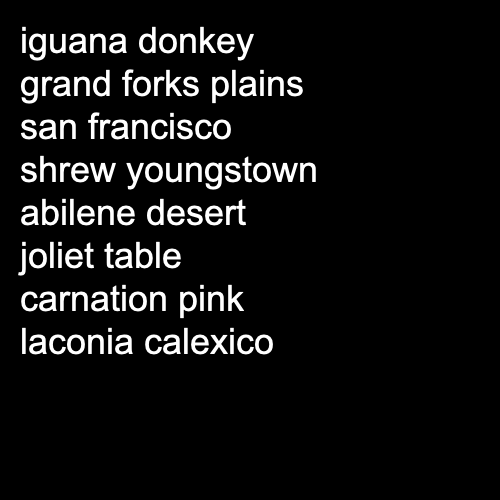 iguana donkey
grand forks plains
san francisco
shrew youngstown
abilene desert
joliet table
carnation pink
laconia calexico